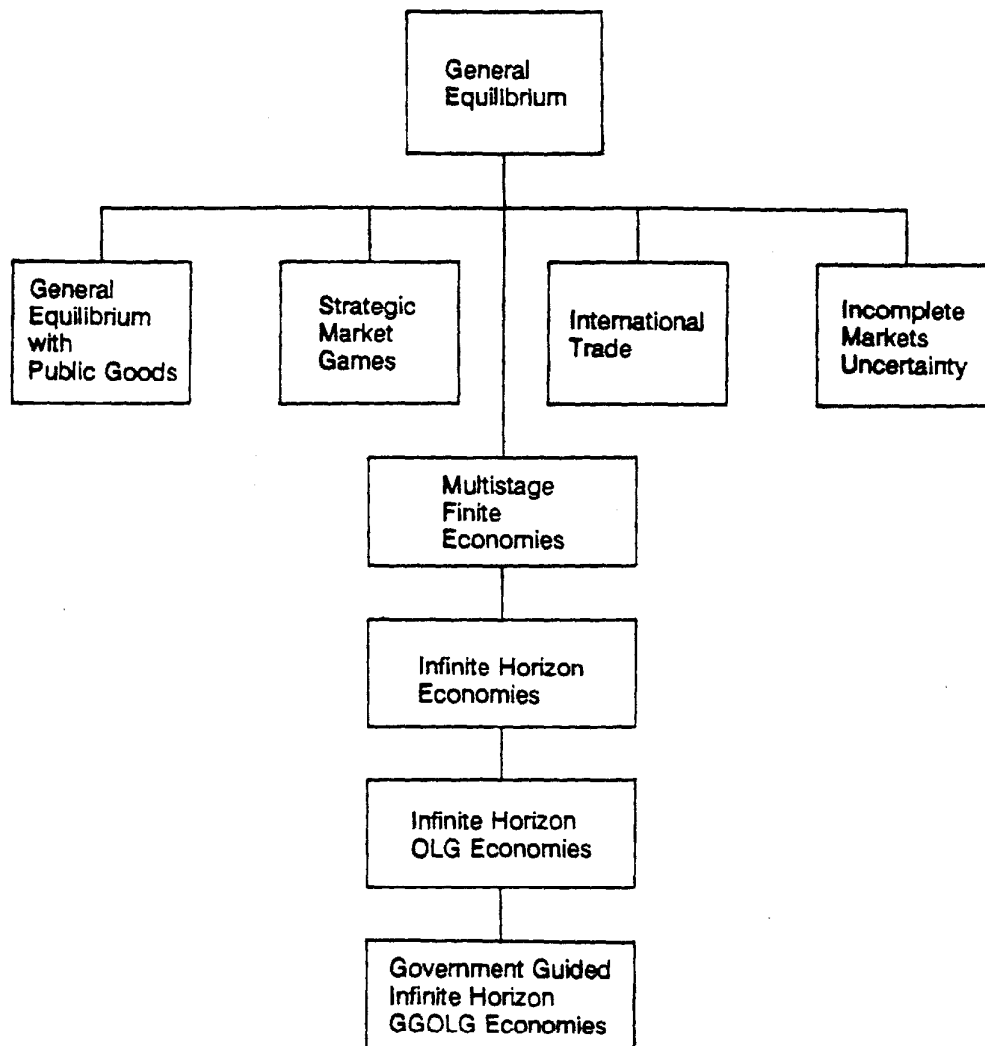 General
Equilibrium
General
Equilibrium
with
Public Goods
Strategic
Market
Games
International
Trade
Incomplete
Markets
Uncertainty
Multistage
Finite
Economies
Infinite Horizon
Economies
Infinite Horizon
OLG Economies
Government Guided
Infinite Horizon
GGOLG Economies